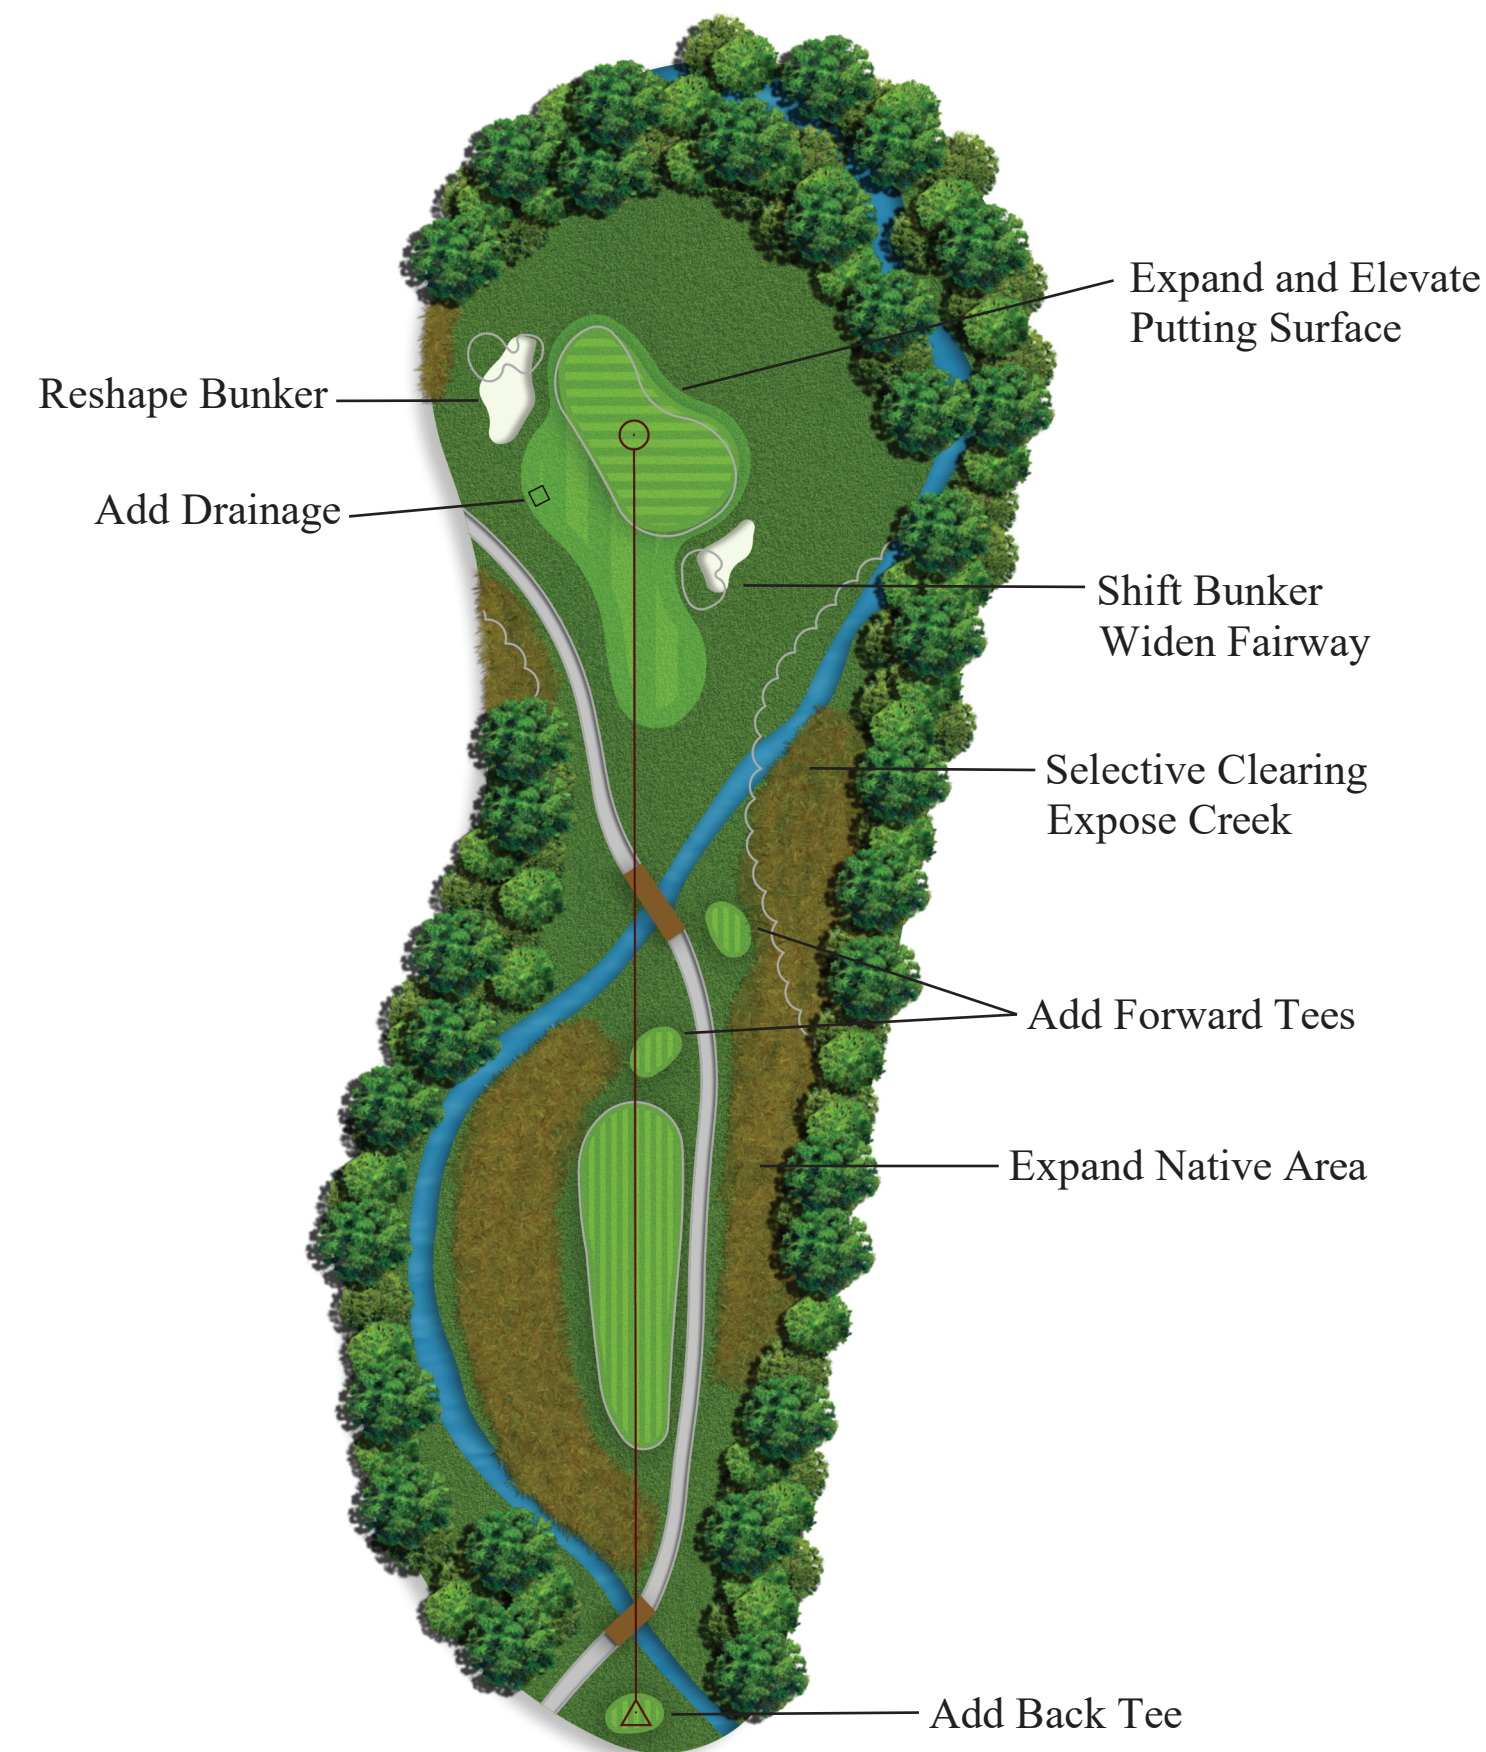 Expand and Elevate
Putting Surface
Reshape Bunker
Add Drainage
Shift Bunker
Widen Fairway
Selective Clearing
Expose Creek
Add Forward Tees
Expand Native Area
Add Back Tee